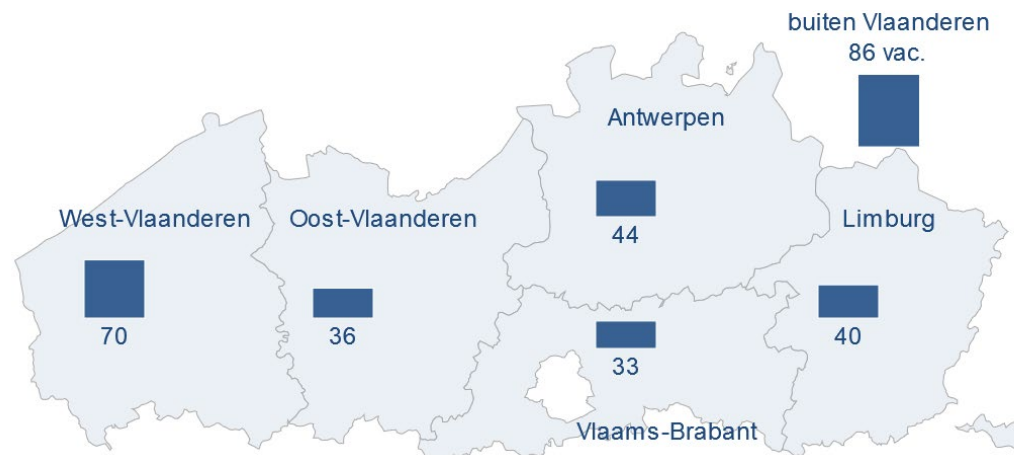 buiten Vlaanderen
86 vac.
Antwerpen
44
West-Vlaanderen
70
Oost-Vlaanderen
36
Limburg
40
33
Vlaams-Brabant